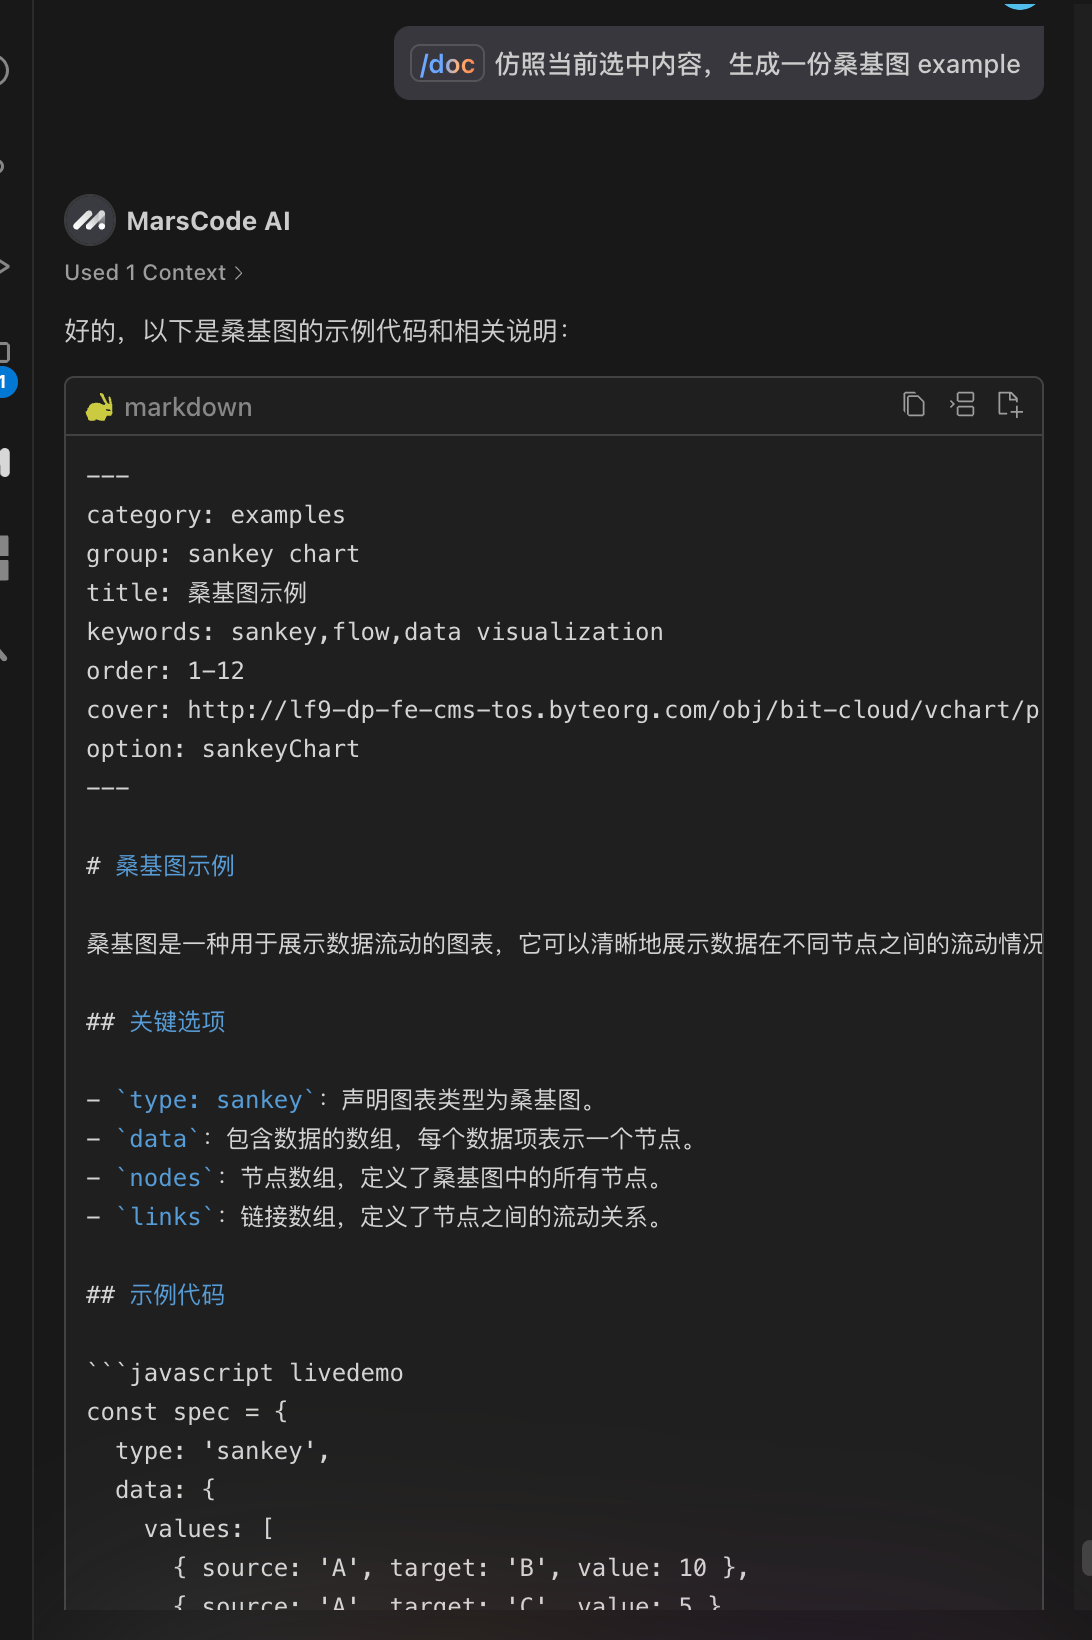 /doc 仿照当前选中内容，生成一份桑基图 example
MarsCode AI
Used 1 Context >
好的，以下是桑基图的示例代码和相关说明：
markdown
---
category: examples
group: sankey chart
title: 桑基图示例
keywords: sankey,flow,data visualization
order: 1-12
cover: http://lf9-dp-fe-cms-tos.byteorg.com/obj/bit-cloud/vchart/p
option: sankeyChart
---
# 桑基图示例
桑基图是一种用于展示数据流动的图表，它可以清晰地展示数据在不同节点之间的流动情况
## 关键选项
- `type: sankey`：声明图表类型为桑基图。
- `data`：包含数据的数组，每个数据项表示一个节点。
- `nodes`：节点数组，定义了桑基图中的所有节点。
- `links`：链接数组，定义了节点之间的流动关系。
## 示例代码
```javascript livedemo
const spec = {
type: 'sankey',
data: {
values: [
{ source: 'A', target: 'B', value: 10 },
{ source: 'A', target: 'C', value: 5 }
1